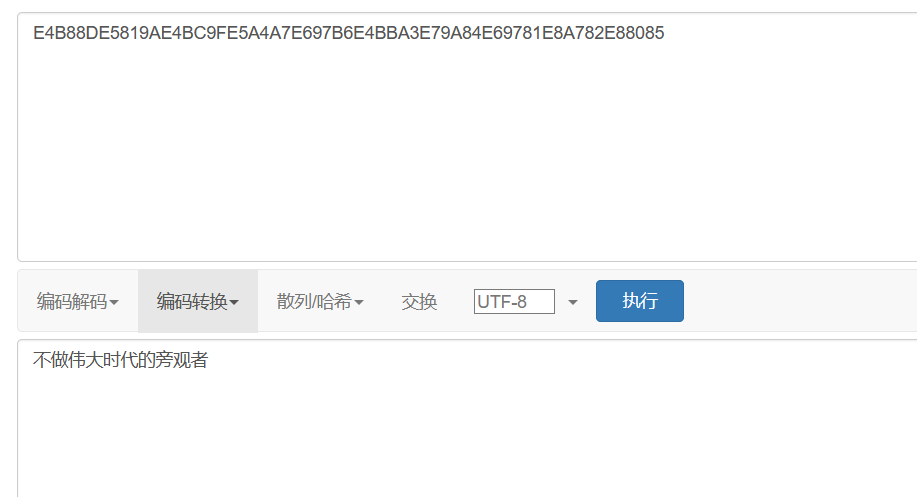 E4B88DE5819AE4BC9FE5A4A7E697B6E4BBA3E79A84E69781E8A782E88085
编码解码 编码转换 散列/哈希 交换 UTF-8 执行
不做伟大时代的旁观者